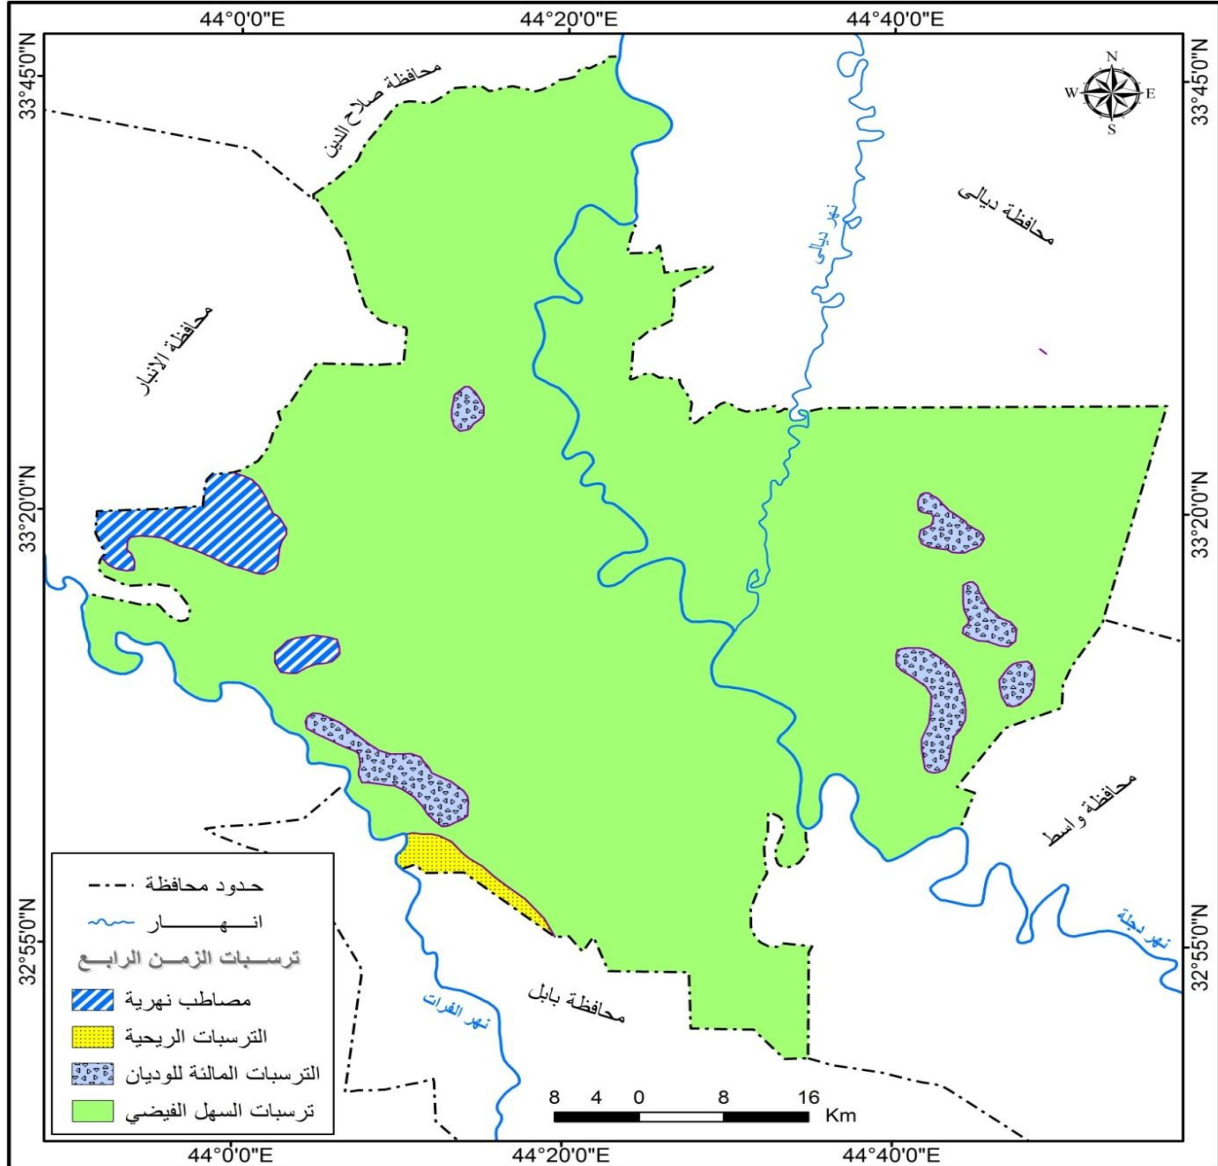 44°0'0"E
44°20'0"E
44°40'0"E
33°45'0"N
33°45'0"N
N
W
E
S
محافظة صلاح الدين
محافظة ديالى
نهر ديالى
محافظة الانبار
33°20'0"N
33°20'0"N
محافظة واسط
نهر دجلة
32°55'0"N
32°55'0"N
محافظة بابل
نهر الفرات
حدود محافظة
انهار
ترسبات الزمن الرابع
مصاطب نهرية
الترسبات الريحية
الترسبات المالئة للوديان
ترسبات السهل الفيضي
8 4 0 8 16
Km
44°0'0"E
44°20'0"E
44°40'0"E